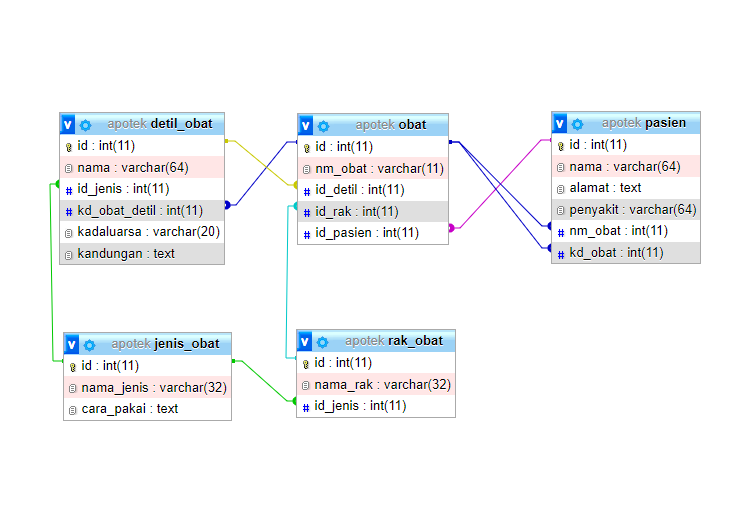 v apotek detil_obat
id : int(11)
nama : varchar(64)
# id_jenis : int(11)
# kd_obat_detil : int(11)
kadaluarsa : varchar(20)
kandungan : text
v apotek obat
id : int(11)
nm_obat : varchar(11)
# id_detil : int(11)
# id_rak : int(11)
# id_pasien : int(11)
v apotek pasien
id : int(11)
nama : varchar(64)
alamat : text
penyakit : varchar(64)
# nm_obat : int(11)
# kd_obat : int(11)
v apotek jenis_obat
id : int(11)
nama_jenis : varchar(32)
cara_pakai : text
v apotek rak_obat
id : int(11)
nama_rak : varchar(32)
# id_jenis : int(11)